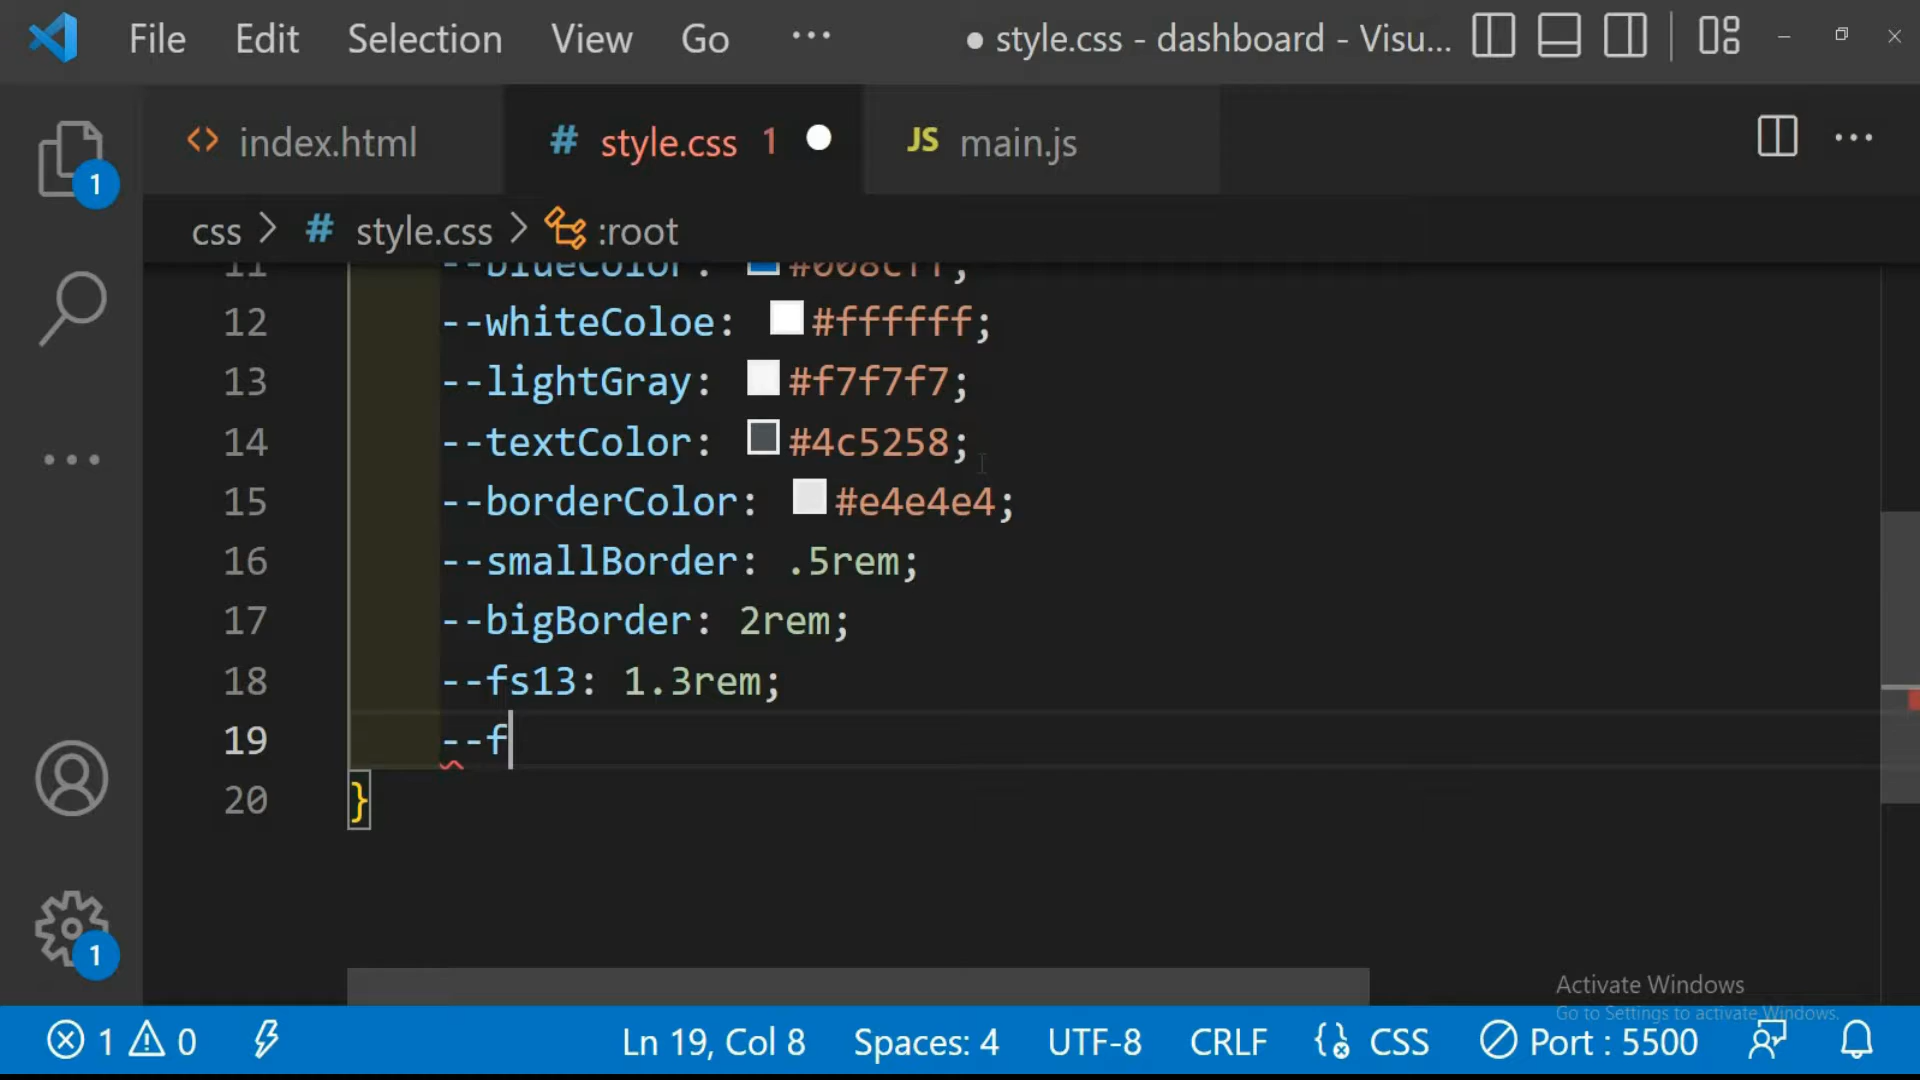 File Edit Selection View Go ··· ● style.css - dashboard - Visu...
<> index.html # style.css 1 JS main.js
1
css > # style.css > :root
11 --blueColor: #008cff;
12 --whiteColoe: #ffffff;
13 --lightGray: #f7f7f7;
14 --textColor: #4c5258;
15 --borderColor: #e4e4e4;
16 --smallBorder: .5rem;
17 --bigBorder: 2rem;
18 --fs13: 1.3rem;
19 --f
20 }
1
Activate Windows
Go to Settings to activate Windows.
1 0 Ln 19, Col 8 Spaces: 4 UTF-8 CRLF {} CSS Port : 5500